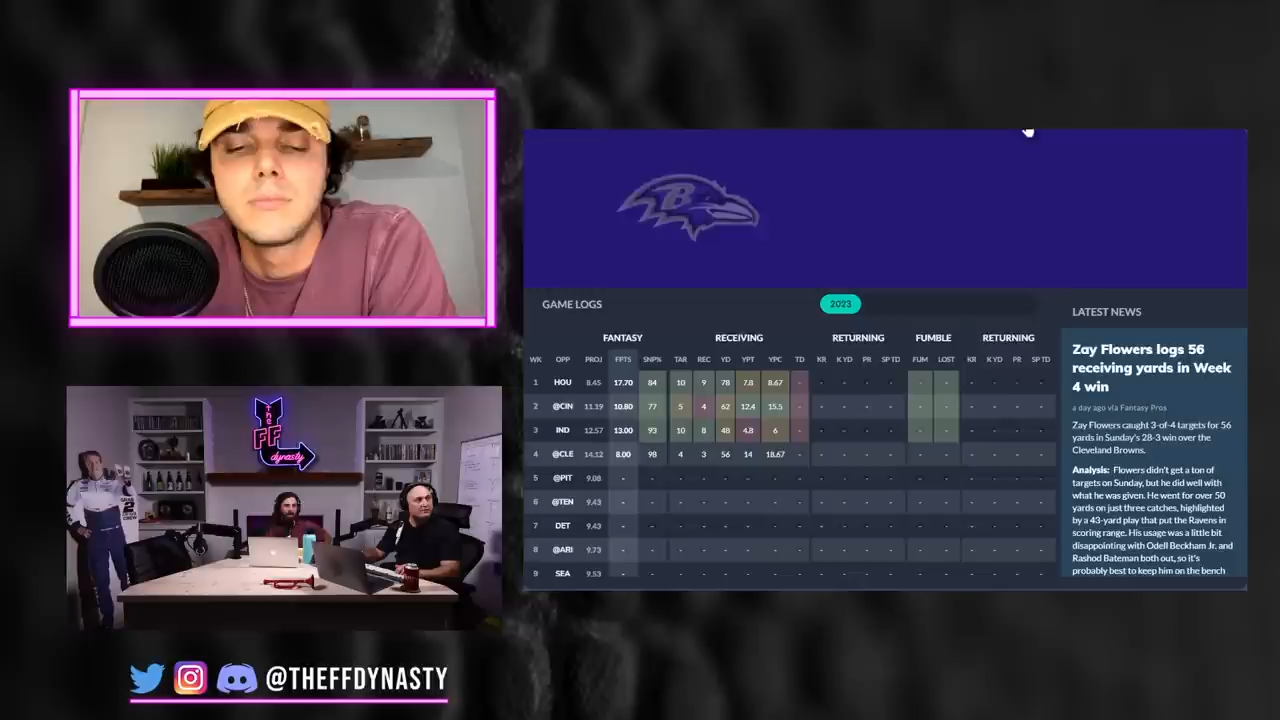 the
FF
dynasty
@THEFFDYNASTY
B
GAME LOGS
2023
FANTASY RECEIVING RETURNING FUMBLE RETURNING
WK OPP PROJ FPTS SNP% TAR REC YD YPT YPC TD KR K YD PR SP TD FUM LOST KR K YD PR SP TD
1 HOU 8.45 17.70 84 10 9 78 7.8 8.67 - - - - - - - - - - -
2 @CIN 11.19 10.80 77 5 4 62 12.4 15.5 - - - - - - - - - - -
3 IND 12.57 13.00 93 10 8 48 4.8 6 - - - - - - - - - - -
4 @CLE 14.12 8.00 98 4 3 56 14 18.67 - - - - - - - - - - -
5 @PIT 9.08 - - - - - - - - - - - - - - - - - -
6 @TEN 9.43 - - - - - - - - - - - - - - - - - -
7 DET 9.43 - - - - - - - - - - - - - - - - - -
8 @ARI 9.73 - - - - - - - - - - - - - - - - - -
9 SEA 9.53 - - - - - - - - - - - - - - - - - -
LATEST NEWS
Zay Flowers logs 56
receiving yards in Week
4 win
a day ago via Fantasy Pros
Zay Flowers caught 3-of-4 targets for 56
yards in Sunday's 28-3 win over the
Cleveland Browns.
Analysis: Flowers didn't get a ton of
targets on Sunday, but he did well with
what he was given. He went for over 50
yards on just three catches, highlighted
by a 43-yard play that put the Ravens in
scoring range. His usage was a little bit
disappointing with Odell Beckham Jr. and
Rashod Bateman both out, so it's
probably best to keep him on the bench